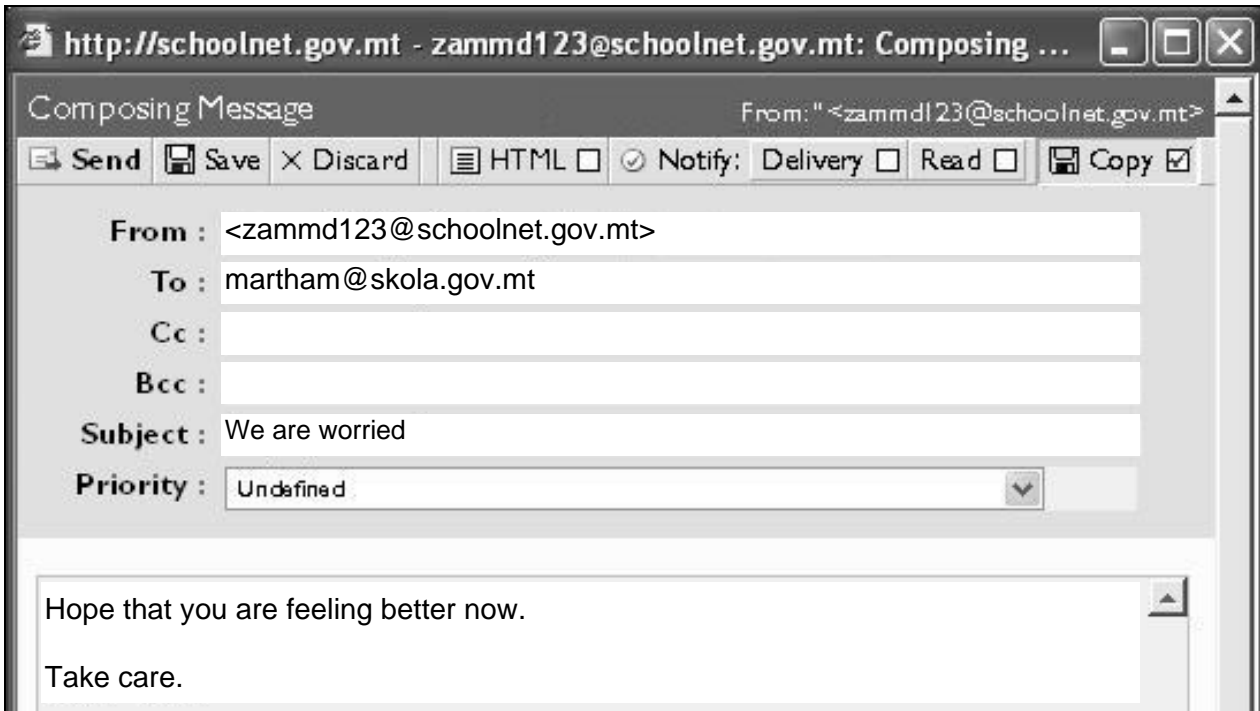 http://schoolnet.gov.mt - zammd123@schoolnet.gov.mt: Composing ...
Composing Message From:"<zammd123@schoolnet.gov.mt>
Send Save Discard HTML Notify: Delivery Read Copy
From : <zammd123@schoolnet.gov.mt>
To : martham@skola.gov.mt
Cc :
Bcc :
Subject : We are worried
Priority : Undefined
Hope that you are feeling better now.
Take care.